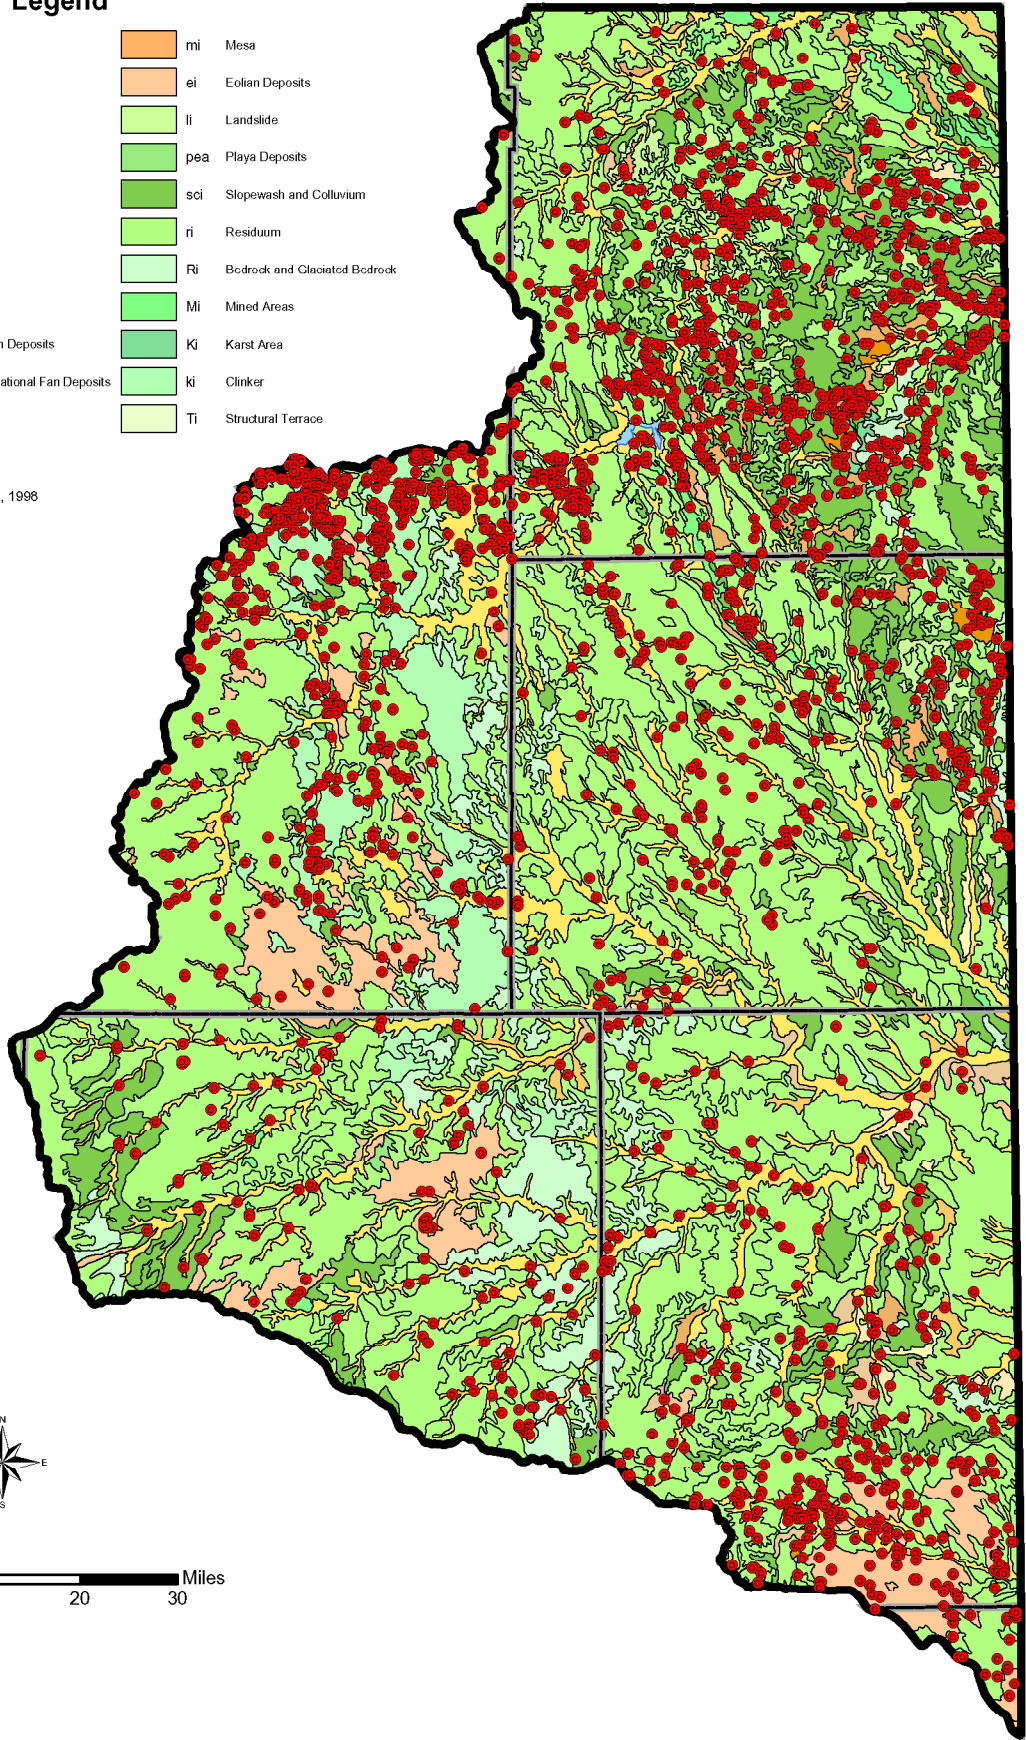 Legend
mi Mesa
ei Eolian Deposits
li Landslide
pea Playa Deposits
sci Slopewash and Colluvium
ri Residuum
Ri Bedrock and Glaciated Bedrock
Mi Mined Areas
n Deposits
Ki Karst Area
ational Fan Deposits
ki Clinker
Ti Structural Terrace
, 1998
N
E
S
Miles
20 30